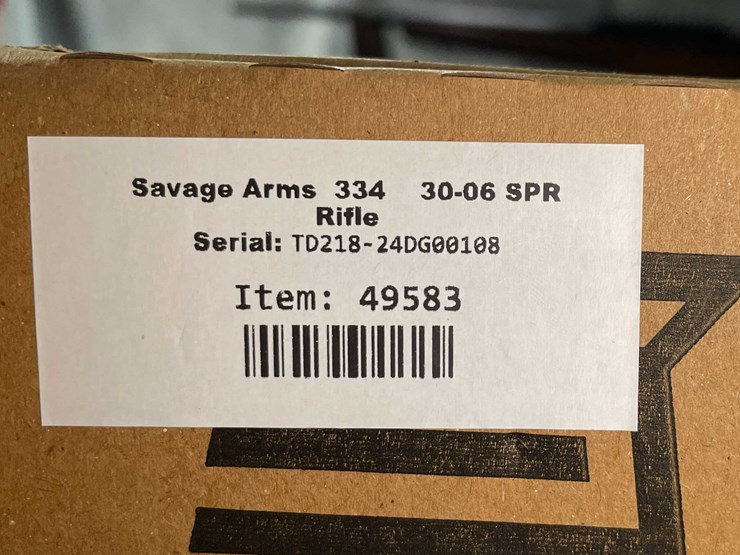 Savage Arms 334 30-06 SPR
Rifle
Serial: TD218-24DG00108
Item: 49583